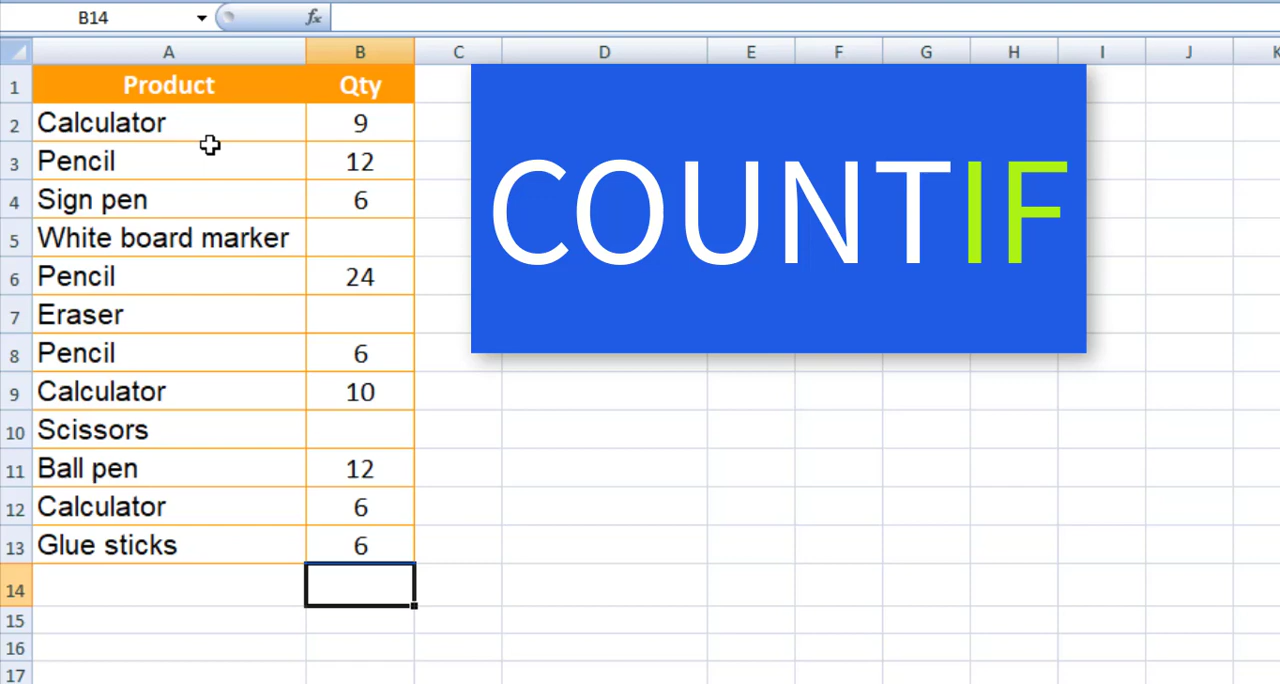 B14 fx
A B C D E F G H I J K
1 Product Qty
2 Calculator 9
3 Pencil 12
4 Sign pen 6
5 White board marker
6 Pencil 24
7 Eraser
8 Pencil 6
9 Calculator 10
10 Scissors
11 Ball pen 12
12 Calculator 6
13 Glue sticks 6
14
15
16
17
COUNTIF